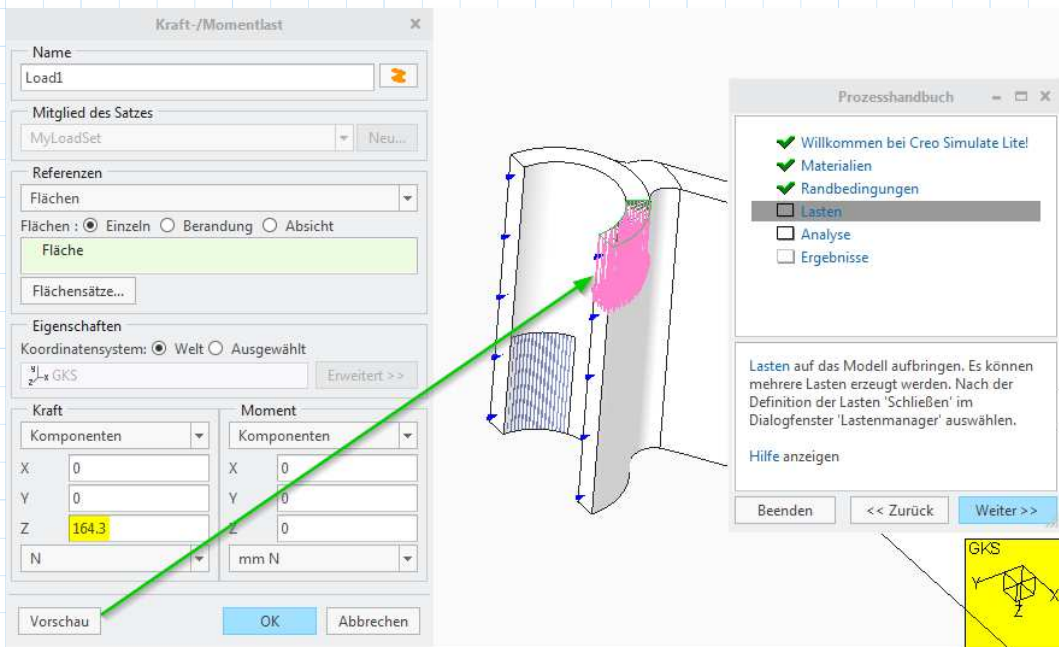 Kraft-/Momentlast
Name
Load1
Mitglied des Satzes
MyLoadSet
Neu...
Referenzen
Flächen
Flächen : Einzeln Berandung Absicht
Fläche
Flächensätze...
Eigenschaften
Koordinatensystem: Welt Ausgewählt
y z x GKS
Erweitert >>
Kraft
Komponenten
X 0
Y 0
Z 164.3
N
Moment
Komponenten
X 0
Y 0
Z 0
mm N
Vorschau
OK
Abbrechen
Prozesshandbuch
Willkommen bei Creo Simulate Lite!
Materialien
Randbedingungen
Lasten
Analyse
Ergebnisse
Lasten auf das Modell aufbringen. Es können
mehrere Lasten erzeugt werden. Nach der
Definition der Lasten 'Schließen' im
Dialogfenster 'Lastenmanager' auswählen.
Hilfe anzeigen
Beenden
<< Zurück
Weiter >>
GKS
Y
X
Z